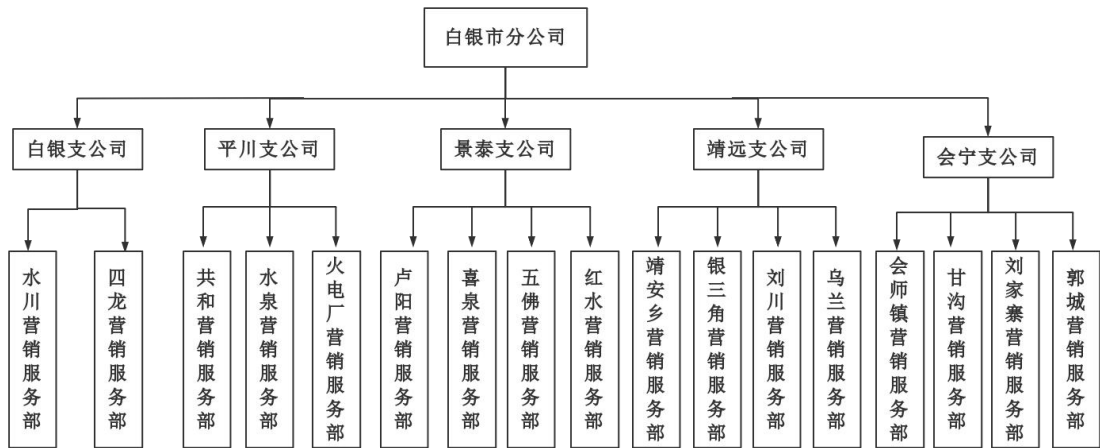 白银市分公司
白银支公司
平川支公司
景泰支公司
靖远支公司
会宁支公司
水川营销服务部
四龙营销服务部
共和营销服务部
水泉营销服务部
火电厂营销服务部
卢阳营销服务部
喜泉营销服务部
五佛营销服务部
红水营销服务部
靖安乡营销服务部
银三角营销服务部
刘川营销服务部
乌兰营销服务部
会师镇营销服务部
甘沟营销服务部
刘家寨营销服务部
郭城营销服务部